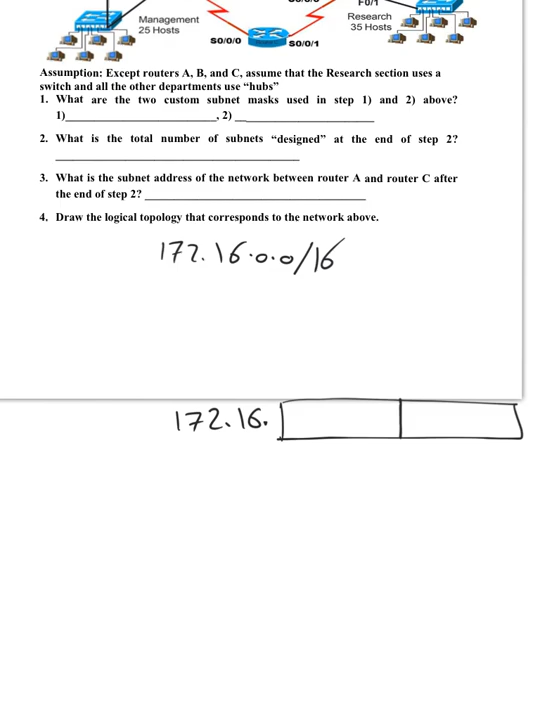 F0/1
Management
25 Hosts
Research
35 Hosts
S0/0/0
S0/0/1
Assumption: Except routers A, B, and C, assume that the Research section uses a
switch and all the other departments use “hubs”
1. What are the two custom subnet masks used in step 1) and 2) above?
1)__________________________, 2) ________________________
2. What is the total number of subnets “designed” at the end of step 2?
__________________________________________
3. What is the subnet address of the network between router A and router C after
the end of step 2? ______________________________________
4. Draw the logical topology that corresponds to the network above.
172.16.0.0/16
172.16.